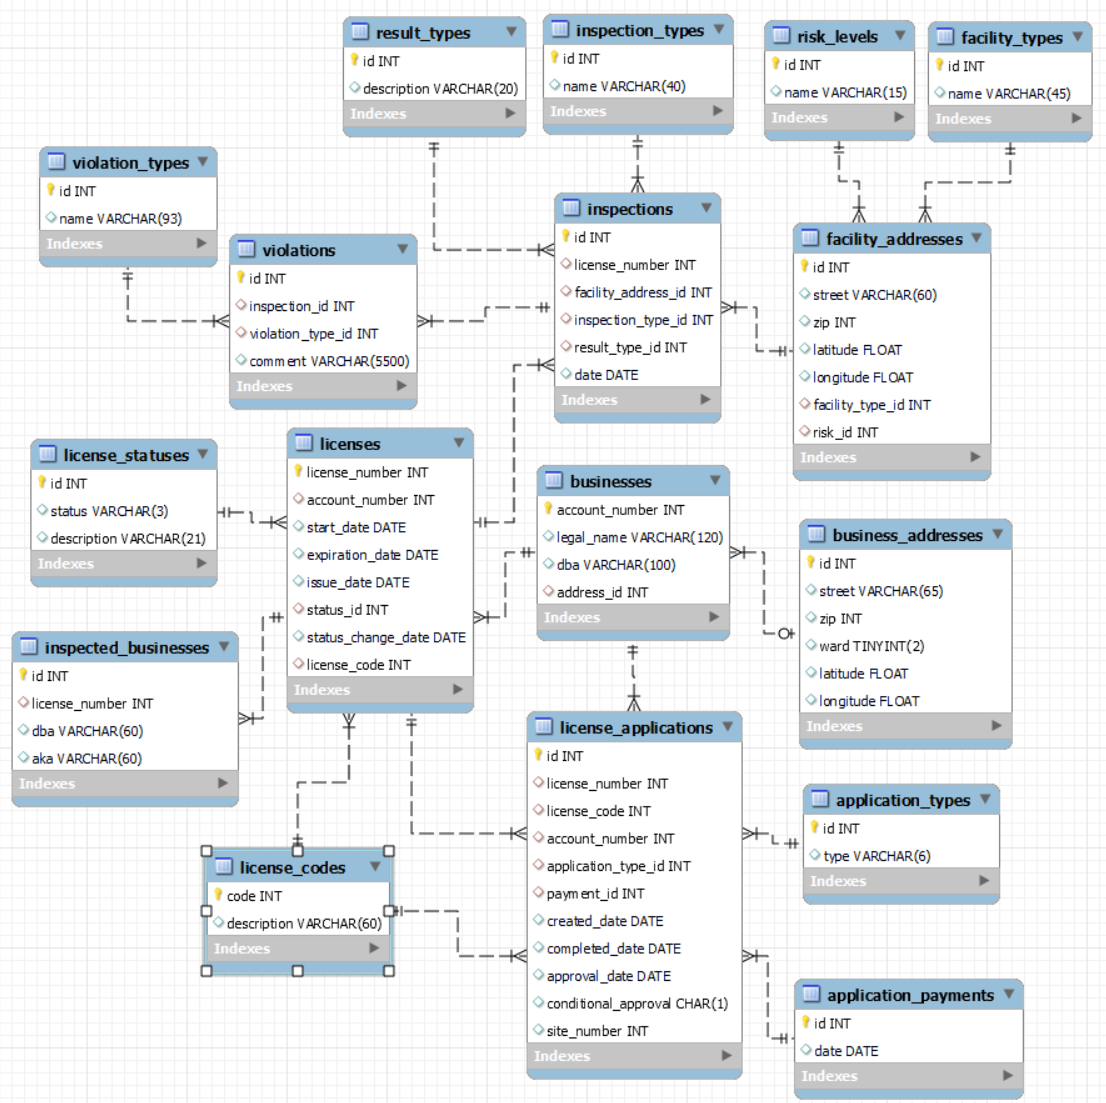 result_types
id INT
description VARCHAR(20)
Indexes
inspection_types
id INT
name VARCHAR(40)
Indexes
risk_levels
id INT
name VARCHAR(15)
Indexes
facility_types
id INT
name VARCHAR(45)
Indexes
violation_types
id INT
name VARCHAR(93)
Indexes
violations
id INT
inspection_id INT
violation_type_id INT
comment VARCHAR(5500)
Indexes
inspections
id INT
license_number INT
facility_address_id INT
inspection_type_id INT
result_type_id INT
date DATE
Indexes
facility_addresses
id INT
street VARCHAR(60)
zip INT
latitude FLOAT
longitude FLOAT
facility_type_id INT
risk_id INT
Indexes
license_statuses
id INT
status VARCHAR(3)
description VARCHAR(21)
Indexes
licenses
license_number INT
account_number INT
start_date DATE
expiration_date DATE
issue_date DATE
status_id INT
status_change_date DATE
license_code INT
Indexes
businesses
account_number INT
legal_name VARCHAR(120)
dba VARCHAR(100)
address_id INT
Indexes
business_addresses
id INT
street VARCHAR(65)
zip INT
ward TINYINT(2)
latitude FLOAT
longitude FLOAT
Indexes
inspected_businesses
id INT
license_number INT
dba VARCHAR(60)
aka VARCHAR(60)
Indexes
license_applications
id INT
license_number INT
license_code INT
account_number INT
application_type_id INT
payment_id INT
created_date DATE
completed_date DATE
approval_date DATE
conditional_approval CHAR(1)
site_number INT
Indexes
application_types
id INT
type VARCHAR(6)
Indexes
license_codes
code INT
description VARCHAR(60)
Indexes
application_payments
id INT
date DATE
Indexes